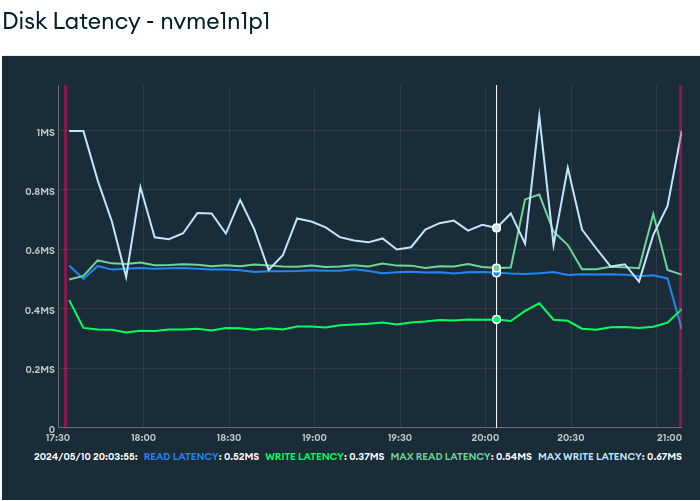 Disk Latency - nvme1n1p1
1MS
0.8MS
0.6MS
0.4MS
0.2MS
0
17:30 18:00 18:30 19:00 19:30 20:00 20:30 21:00
2024/05/10 20:03:55: READ LATENCY: 0.52MS WRITE LATENCY: 0.37MS MAX READ LATENCY: 0.54MS MAX WRITE LATENCY: 0.67MS